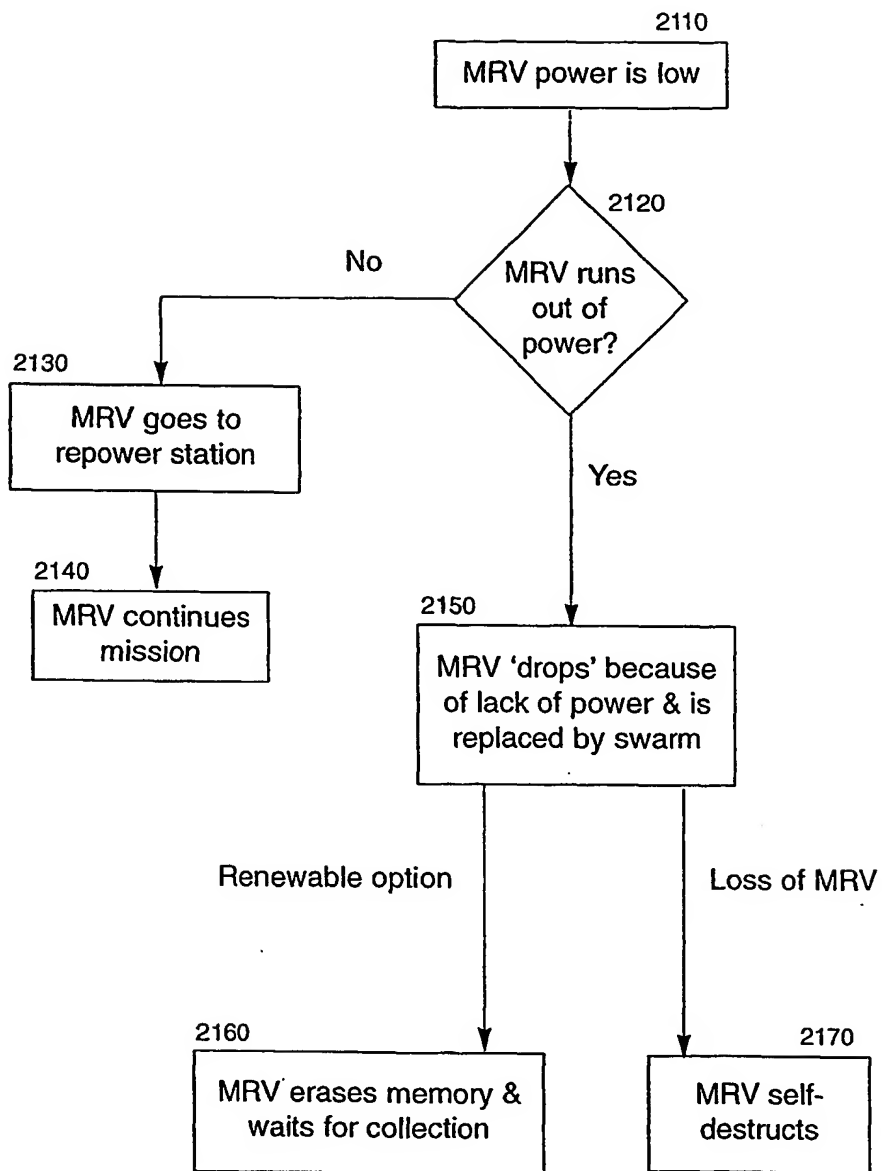 2110
MRV power is low
2120
MRV runs
out of
power?
No
2130
MRV goes to
repower station
2140
MRV continues
mission
Yes
2150
MRV ‘drops’ because
of lack of power & is
replaced by swarm
Renewable option
Loss of MRV
2160
MRV erases memory &
waits for collection
2170
MRV self-
destructs